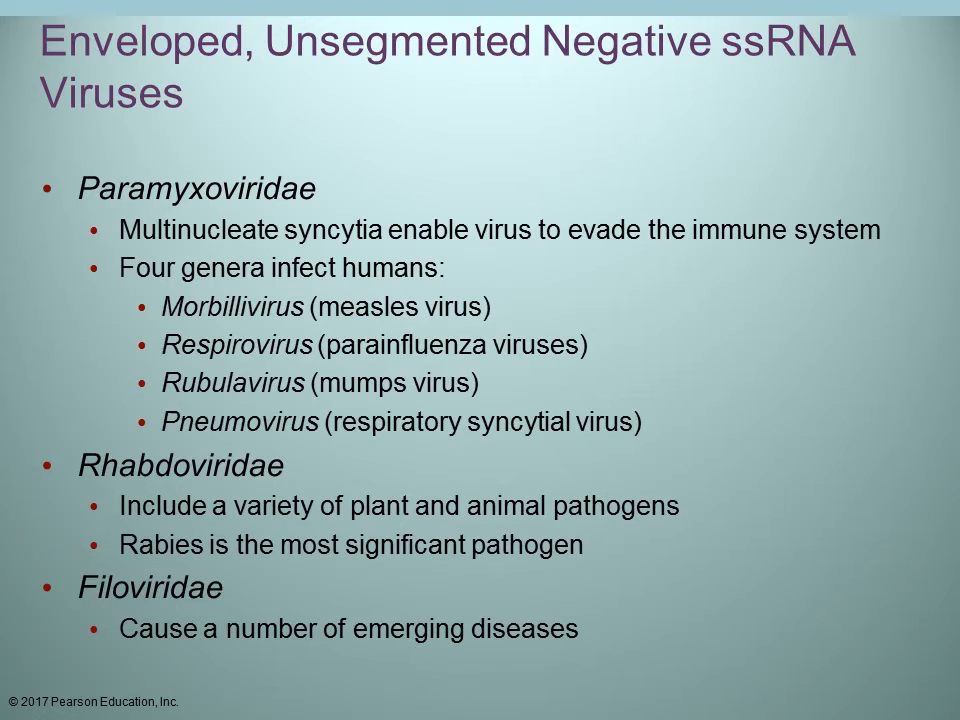 Enveloped, Unsegmented Negative ssRNA
Viruses
• Paramyxoviridae
• Multinucleate syncytia enable virus to evade the immune system
• Four genera infect humans:
• Morbillivirus (measles virus)
• Respirovirus (parainfluenza viruses)
• Rubulavirus (mumps virus)
• Pneumovirus (respiratory syncytial virus)
• Rhabdoviridae
• Include a variety of plant and animal pathogens
• Rabies is the most significant pathogen
• Filoviridae
• Cause a number of emerging diseases
© 2017 Pearson Education, Inc.